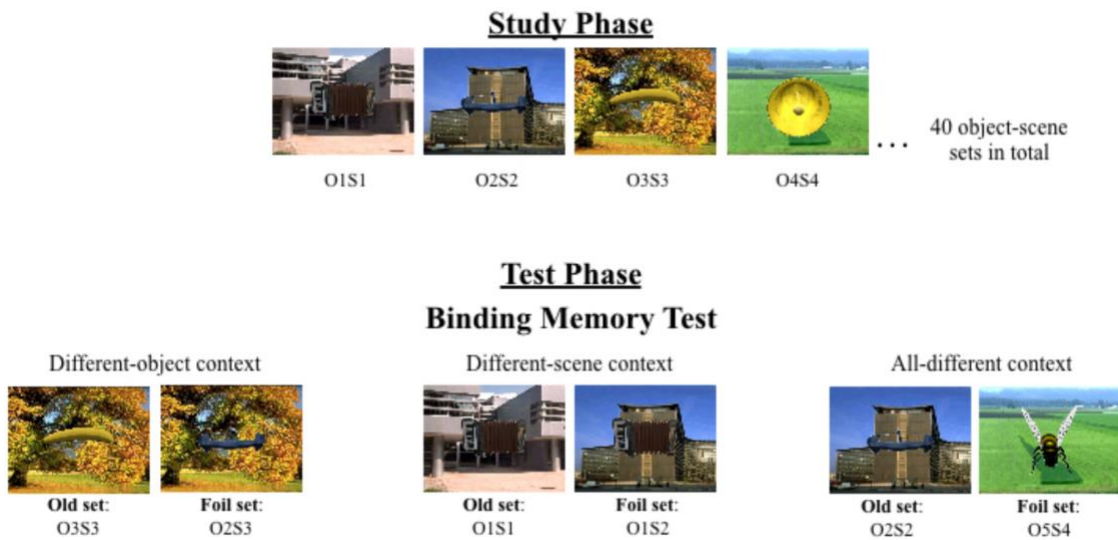 Study Phase
O1S1 O2S2 O3S3 O4S4
... 40 object-scene
sets in total
Test Phase
Binding Memory Test
Different-object context Different-scene context All-different context
Old set: Foil set: Old set: Foil set: Old set: Foil set:
O3S3 O2S3 O1S1 O1S2 O2S2 O5S4